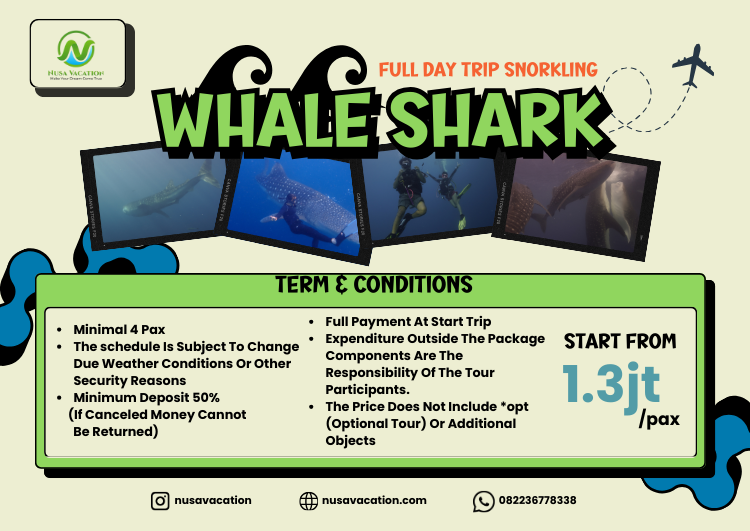 NUSA VACATION
Make Your Dream Come True
FULL DAY TRIP SNORKLING
WHALE SHARK
TERM & CONDITIONS
• Minimal 4 Pax
• The schedule Is Subject To Change
Due Weather Conditions Or Other
Security Reasons
• Minimum Deposit 50%
(If Canceled Money Cannot
Be Returned)
• Full Payment At Start Trip
• Expenditure Outside The Package
Components Are The
Responsibility Of The Tour
Participants.
• The Price Does Not Include *opt
(Optional Tour) Or Additional
Objects
START FROM
1.3jt
/pax
nusavacation
nusavacation.com
082236778338